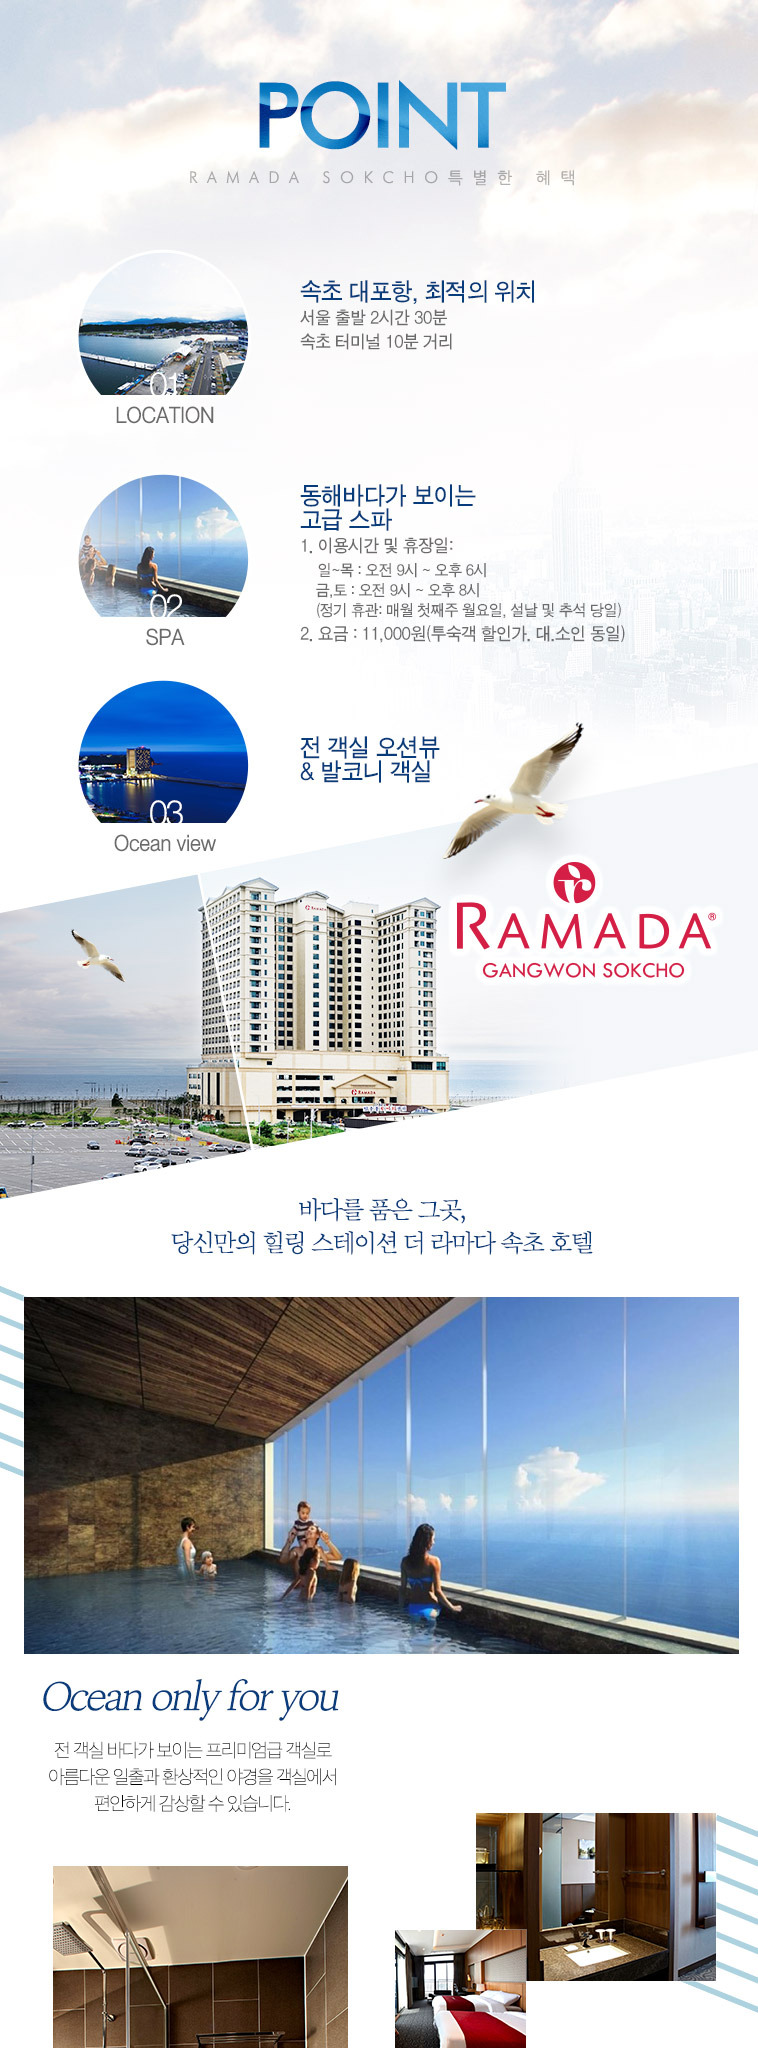 POINT
RAMADA SOKCHO특별한 혜택
속초 대포항, 최적의 위치
서울 출발 2시간 30분
속초 터미널 10분 거리
01
LOCATION
동해바다가 보이는
고급 스파
1. 이용시간 및 휴장일:
일~목 : 오전 9시 ~ 오후 6시
금,토 : 오전 9시 ~ 오후 8시
(정기 휴관: 매월 첫째주 월요일, 설날 및 추석 당일)
2. 요금 : 11,000원(투숙객 할인가. 대.소인 동일)
02
SPA
전 객실 오션뷰
& 발코니 객실
03
Ocean view
RAMADA®
GANGWON SOKCHO
RAMADA
바다를 품은 그곳,
당신만의 힐링 스테이션 더 라마다 속초 호텔
Ocean only for you
전 객실 바다가 보이는 프리미엄급 객실로
아름다운 일출과 환상적인 야경을 객실에서
편안하게 감상할 수 있습니다.